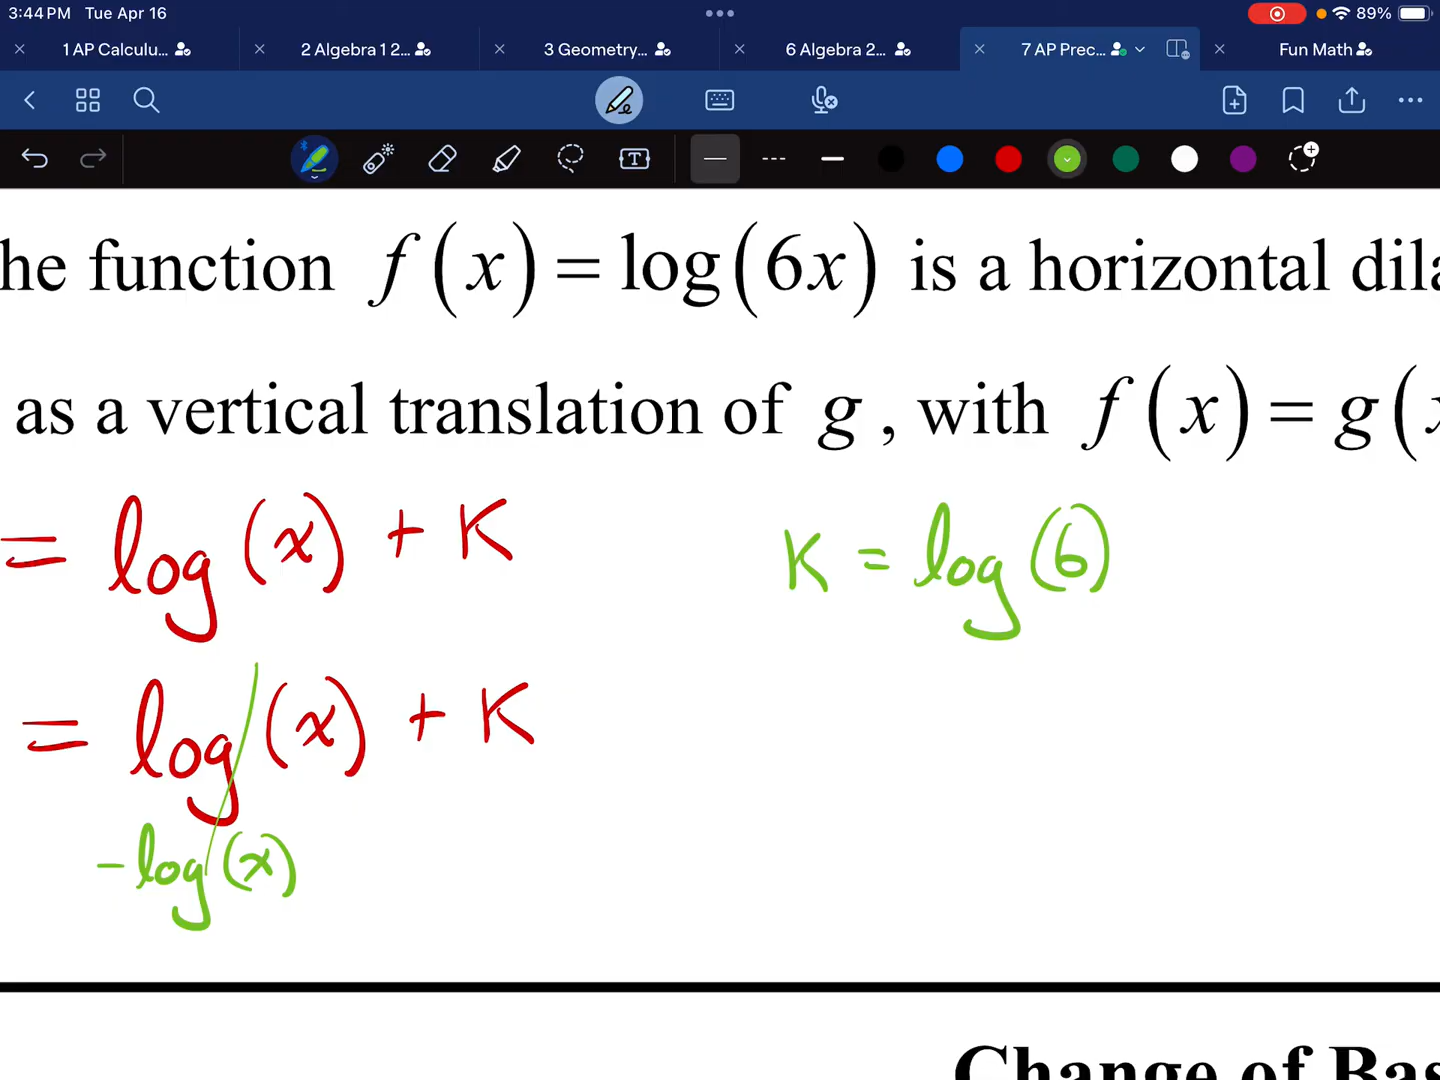 3:44 PM Tue Apr 16 89%
1 AP Calculu... 2 Algebra 1 2... 3 Geometry... 6 Algebra 2... 7 AP Prec... Fun Math
T
he function f(x) = log(6x) is a horizontal dila
as a vertical translation of g, with f(x) = g(x
= log(x) + K
K = log(6)
= log(x) + K
- log(x)
Change of Bas